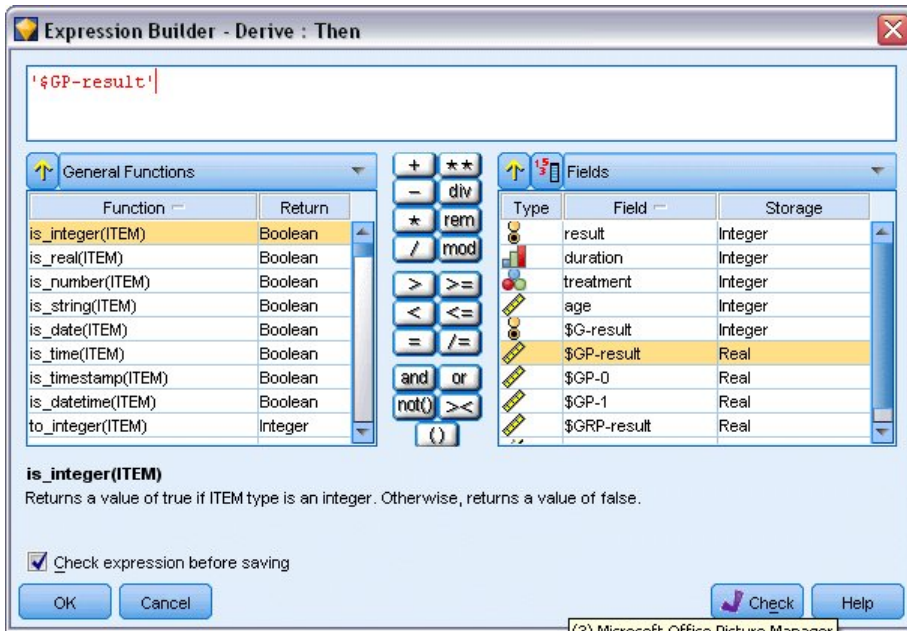 Expression Builder - Derive : Then
'$GP-result'
General Functions
Function Return
is_integer(ITEM) Boolean
is_real(ITEM) Boolean
is_number(ITEM) Boolean
is_string(ITEM) Boolean
is_date(ITEM) Boolean
is_time(ITEM) Boolean
is_timestamp(ITEM) Boolean
is_datetime(ITEM) Boolean
to_integer(ITEM) Integer
+ **
- div
* rem
/ mod
> >=
< <=
= /=
and or
not() ><
()
Fields
Type Field Storage
result Integer
duration Integer
treatment Integer
age Integer
$G-result Integer
$GP-result Real
$GP-0 Real
$GP-1 Real
$GRP-result Real
is_integer(ITEM)
Returns a value of true if ITEM type is an integer. Otherwise, returns a value of false.
Check expression before saving
OK Cancel Check Help
(3) Microsoft Office Picture Manager